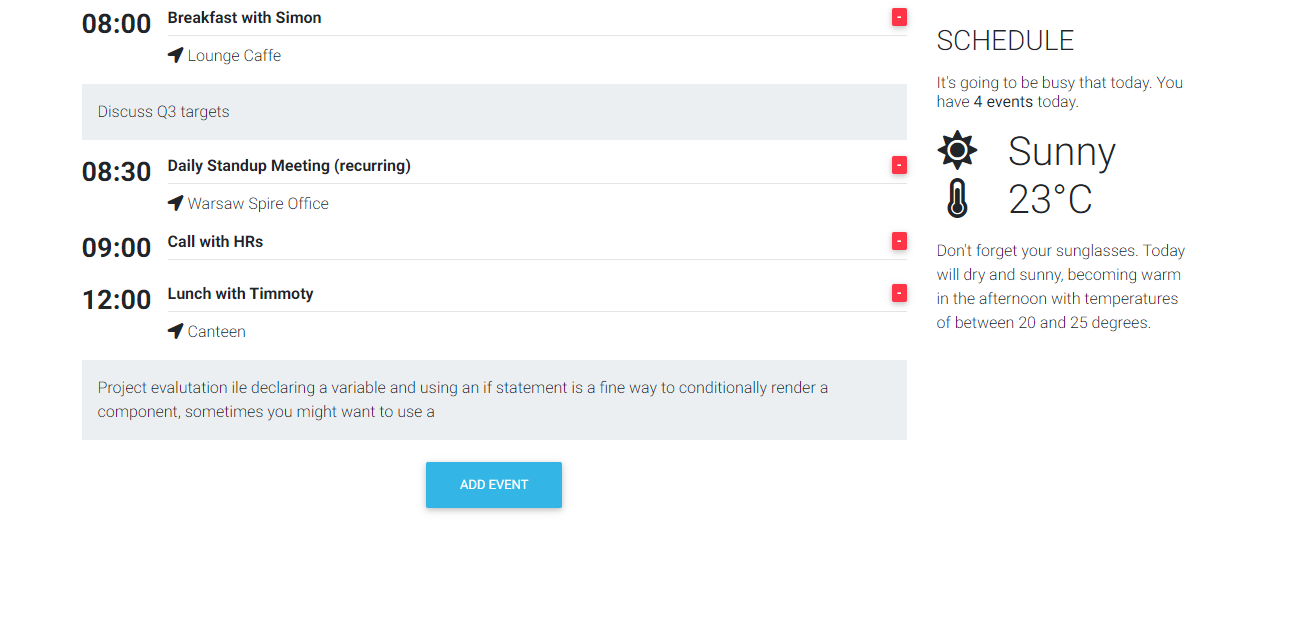 08:00 Breakfast with Simon -
Lounge Caffe
Discuss Q3 targets
08:30 Daily Standup Meeting (recurring) -
Warsaw Spire Office
09:00 Call with HRs -
12:00 Lunch with Timmoty -
Canteen
Project evalutation ile declaring a variable and using an if statement is a fine way to conditionally render a
component, sometimes you might want to use a
ADD EVENT
SCHEDULE
It's going to be busy that today. You
have 4 events today.
Sunny
23°C
Don't forget your sunglasses. Today
will dry and sunny, becoming warm
in the afternoon with temperatures
of between 20 and 25 degrees.